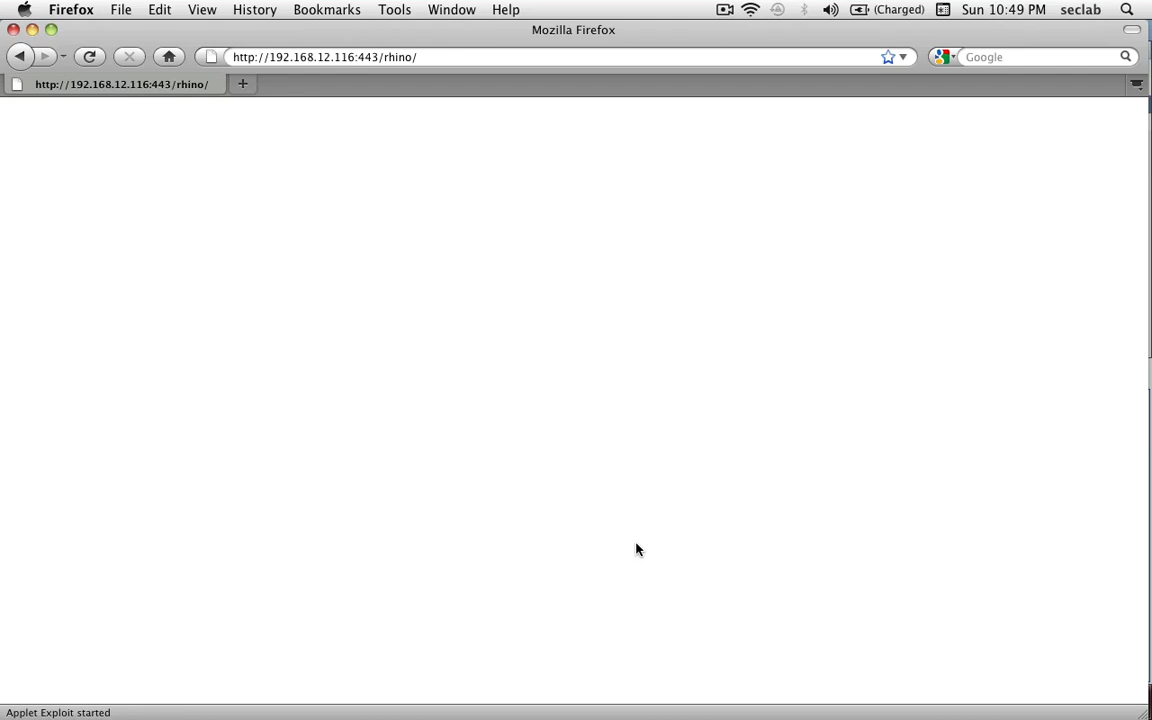 Firefox File Edit View History Bookmarks Tools Window Help (Charged) Sun 10:49 PM seclab
Mozilla Firefox
http://192.168.12.116:443/rhino/ Google
http://192.168.12.116:443/rhino/
Applet Exploit started